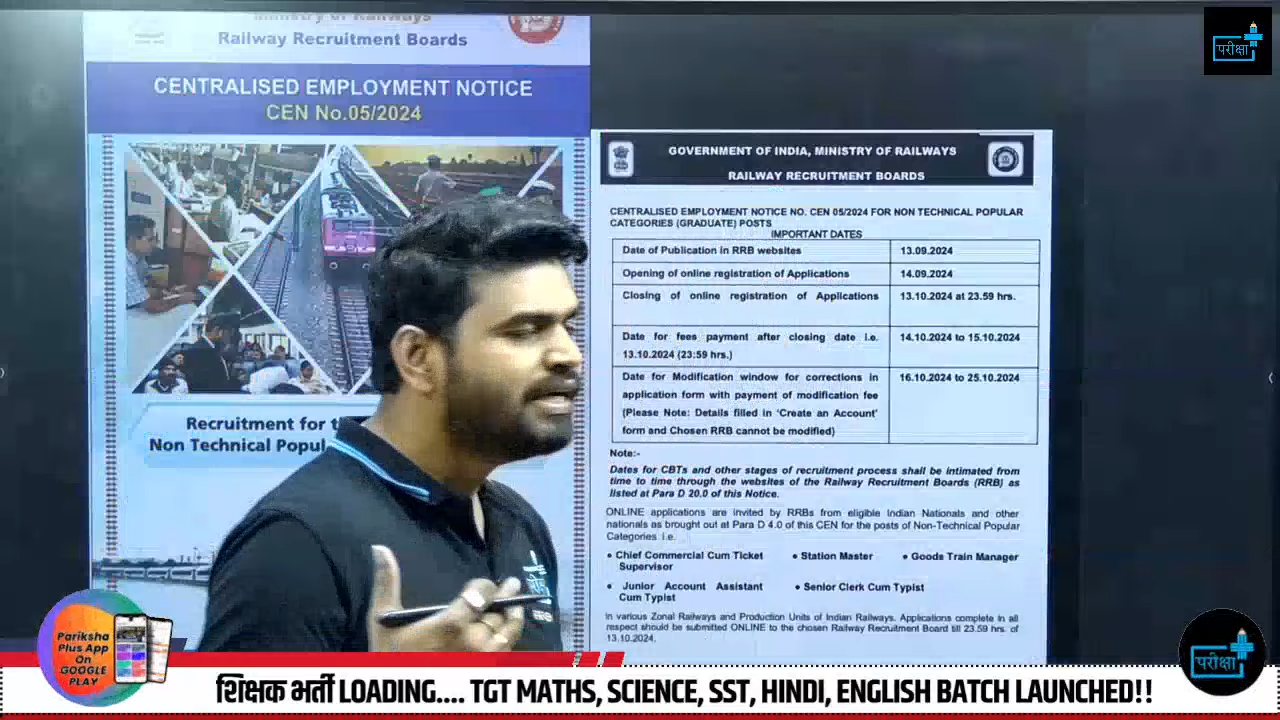 Ministry of Railways
Railway Recruitment Boards
CENTRALISED EMPLOYMENT NOTICE
CEN No.05/2024
Recruitment for t
Non Technical Popul
GOVERNMENT OF INDIA, MINISTRY OF RAILWAYS
RAILWAY RECRUITMENT BOARDS
CENTRALISED EMPLOYMENT NOTICE NO. CEN 05/2024 FOR NON TECHNICAL POPULAR
CATEGORIES (GRADUATE) POSTS
IMPORTANT DATES
Date of Publication in RRB websites 13.09.2024
Opening of online registration of Applications 14.09.2024
Closing of online registration of Applications 13.10.2024 at 23.59 hrs.
Date for fees payment after closing date i.e. 14.10.2024 to 15.10.2024
13.10.2024 (23:59 hrs.)
Date for Modification window for corrections in 16.10.2024 to 25.10.2024
application form with payment of modification fee
(Please Note: Details filled in 'Create an Account'
form and Chosen RRB cannot be modified)
Note:-
Dates for CBTs and other stages of recruitment process shall be intimated from
time to time through the websites of the Railway Recruitment Boards (RRB) as
listed at Para D 20.0 of this Notice.
ONLINE applications are invited by RRBs from eligible Indian Nationals and other
nationals as brought out at Para D 4.0 of this CEN for the posts of Non-Technical Popular
Categories i.e.
• Chief Commercial Cum Ticket Supervisor
• Station Master
• Goods Train Manager
• Junior Account Assistant Cum Typist
• Senior Clerk Cum Typist
In various Zonal Railways and Production Units of Indian Railways. Applications complete in all
respect should be submitted ONLINE to the chosen Railway Recruitment Board till 23.59 hrs. of
13.10.2024.
परीक्षा
परीक्षा
Pariksha
Plus App
On
GOOGLE
PLAY
शिक्षक भर्ती LOADING.... TGT MATHS, SCIENCE, SST, HINDI, ENGLISH BATCH LAUNCHED!!